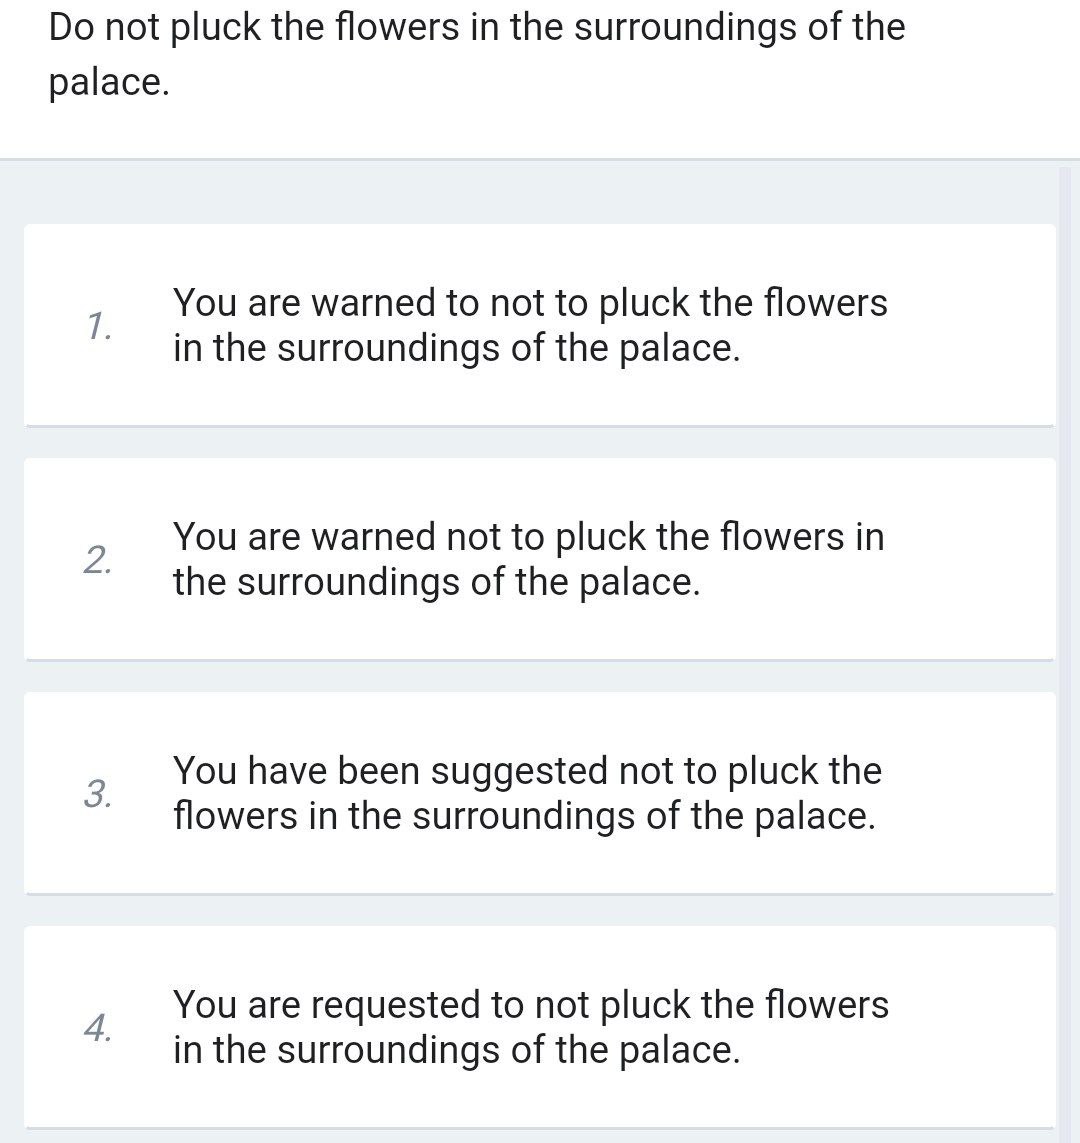 Do not pluck the flowers in the surroundings of the
palace.
1.
You are warned to not to pluck the flowers
in the surroundings of the palace.
2.
You are warned not to pluck the flowers in
the surroundings of the palace.
3.
You have been suggested not to pluck the
flowers in the surroundings of the palace.
4.
You are requested to not pluck the flowers
in the surroundings of the palace.